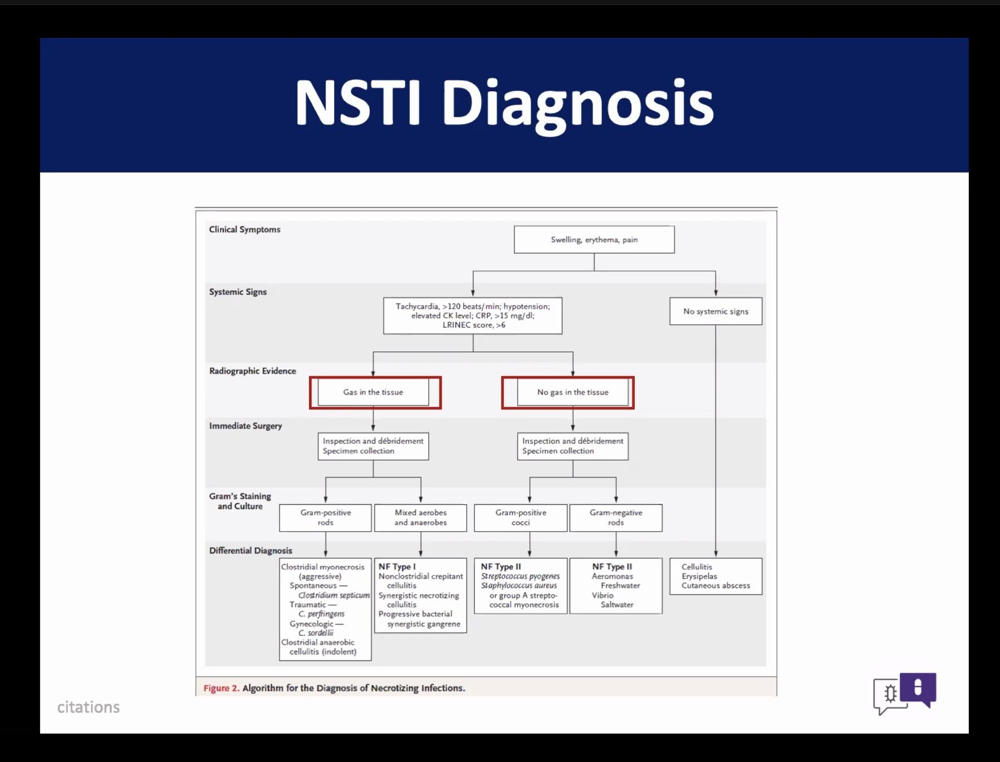 NSTI Diagnosis
Clinical Symptoms
Swelling, erythema, pain
Systemic Signs
Tachycardia, >120 beats/min; hypotension;
elevated CK level; CRP, >15 mg/dl;
LRINEC score, >6
No systemic signs
Radiographic Evidence
Gas in the tissue
No gas in the tissue
Immediate Surgery
Inspection and débridement
Specimen collection
Inspection and débridement
Specimen collection
Gram's Staining
and Culture
Gram-positive
rods
Mixed aerobes
and anaerobes
Gram-positive
cocci
Gram-negative
rods
Differential Diagnosis
Clostridial myonecrosis
(aggressive)
Spontaneous —
Clostridium septicum
Traumatic —
C. perfringens
Gynecologic —
C. sordellii
Clostridial anaerobic
cellulitis (indolent)
NF Type I
Nonclostridial crepitant
cellulitis
Synergistic necrotizing
cellulitis
Progressive bacterial
synergistic gangrene
NF Type II
Streptococcus pyogenes
Staphylococcus aureus
or group A strepto-
coccal myonecrosis
NF Type II
Aeromonas
Freshwater
Vibrio
Saltwater
Cellulitis
Erysipelas
Cutaneous abscess
Figure 2. Algorithm for the Diagnosis of Necrotizing Infections.
citations